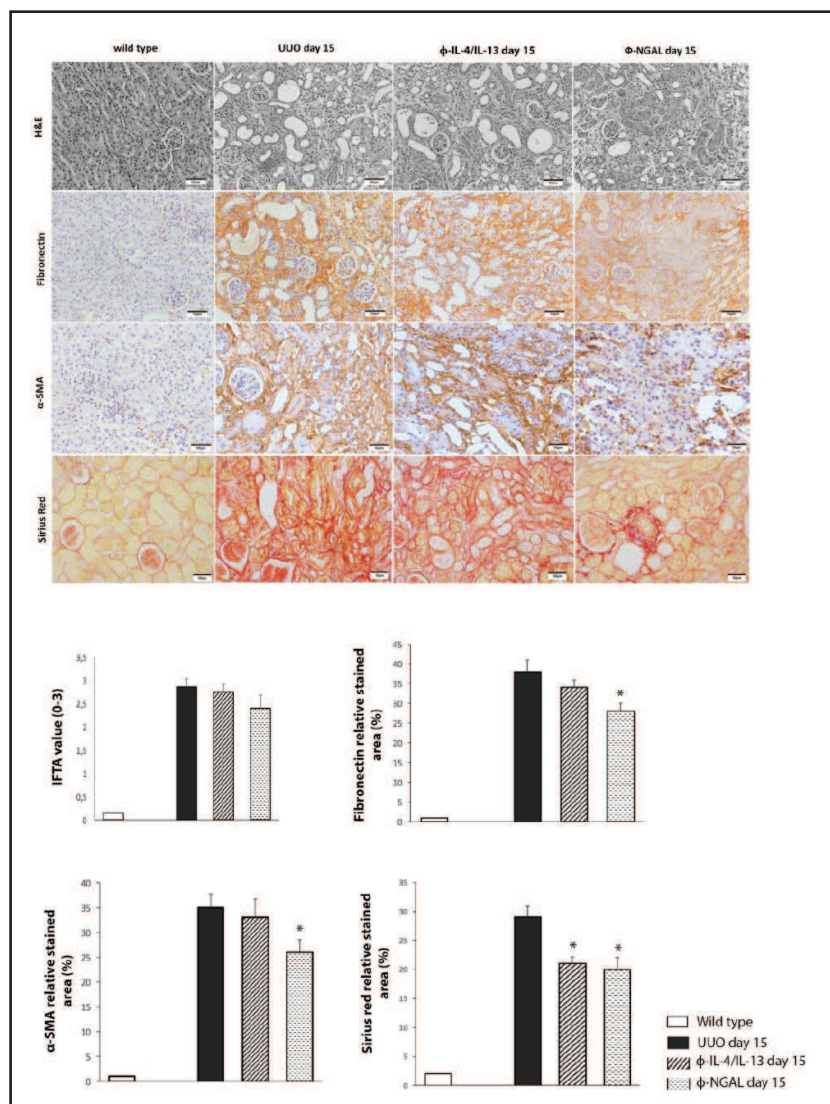 wild type UUO day 15 ϕ-IL-4/IL-13 day 15 Φ-NGAL day 15
H&E
Fibronectin
α-SMA
Sirius Red
IFTA value (0-3)
3,5
3
2,5
2
1,5
1
0,5
0
Fibronectin relative stained
area (%)
45
40
35
30
25
20
15
10
5
0
*
α-SMA relative stained
area (%)
40
35
30
25
20
15
10
5
0
*
Sirius red relative stained
area (%)
35
30
25
20
15
10
5
0
* *
Wild type
UUO day 15
ϕ-IL-4/IL-13 day 15
ϕ-NGAL day 15